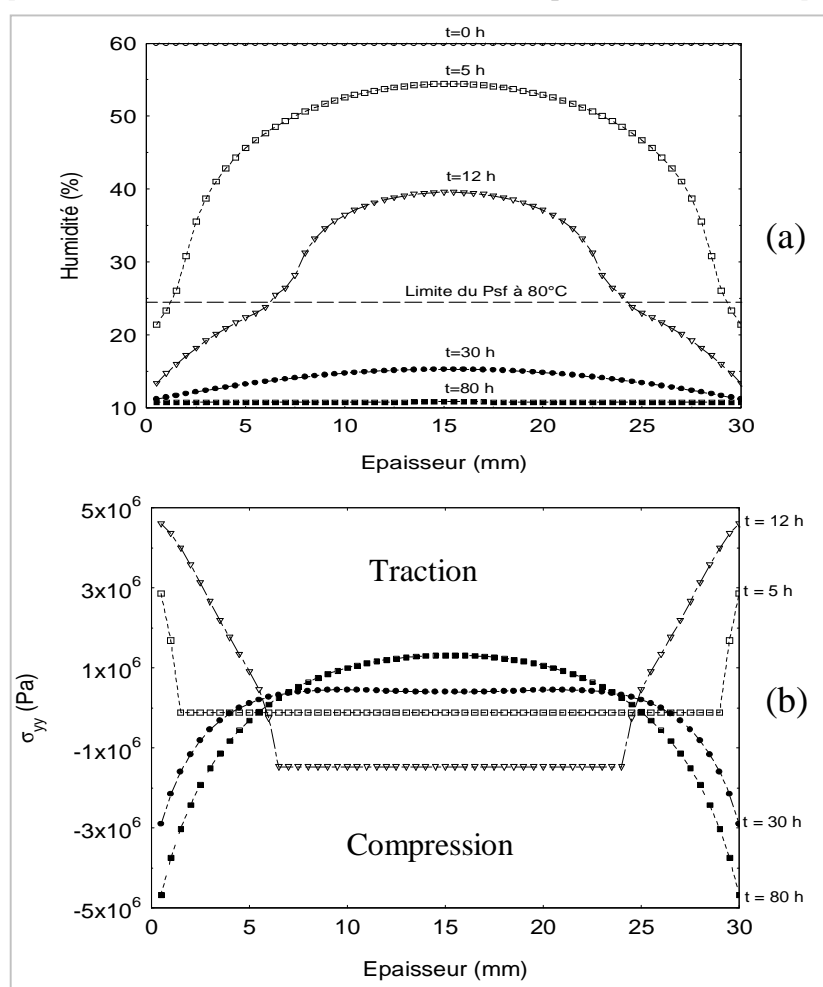 60
50
40
30
20
10
Humidité (%)
t=0 h
t=5 h
t=12 h
Limite du Psf à 80°C
t=30 h
t=80 h
(a)
0 5 10 15 20 25 30
Epaisseur (mm)
5x10⁶
3x10⁶
1x10⁶
-1x10⁶
-3x10⁶
-5x10⁶
σyy (Pa)
Traction
Compression
t = 12 h
t = 5 h
(b)
t = 30 h
t = 80 h
0 5 10 15 20 25 30
Epaisseur (mm)